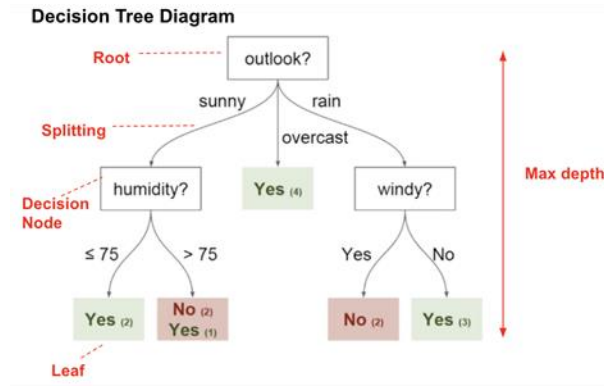 Decision Tree Diagram
Root
outlook?
sunny
rain
Splitting
overcast
Max depth
Decision
Node
humidity?
Yes (4)
windy?
≤ 75
> 75
Yes
No
Yes (2)
No (2)
Yes (1)
No (2)
Yes (3)
Leaf